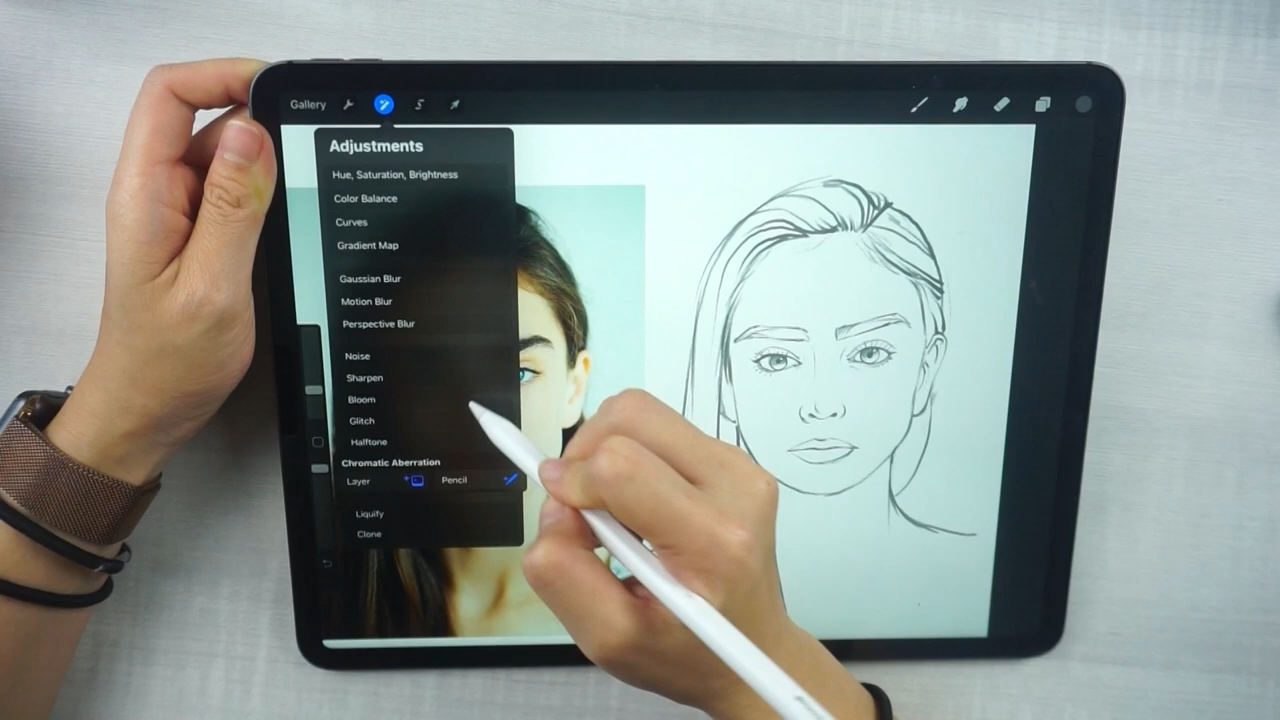 Gallery
Adjustments
Hue, Saturation, Brightness
Color Balance
Curves
Gradient Map
Gaussian Blur
Motion Blur
Perspective Blur
Noise
Sharpen
Bloom
Glitch
Halftone
Chromatic Aberration
Layer Pencil
Liquify
Clone